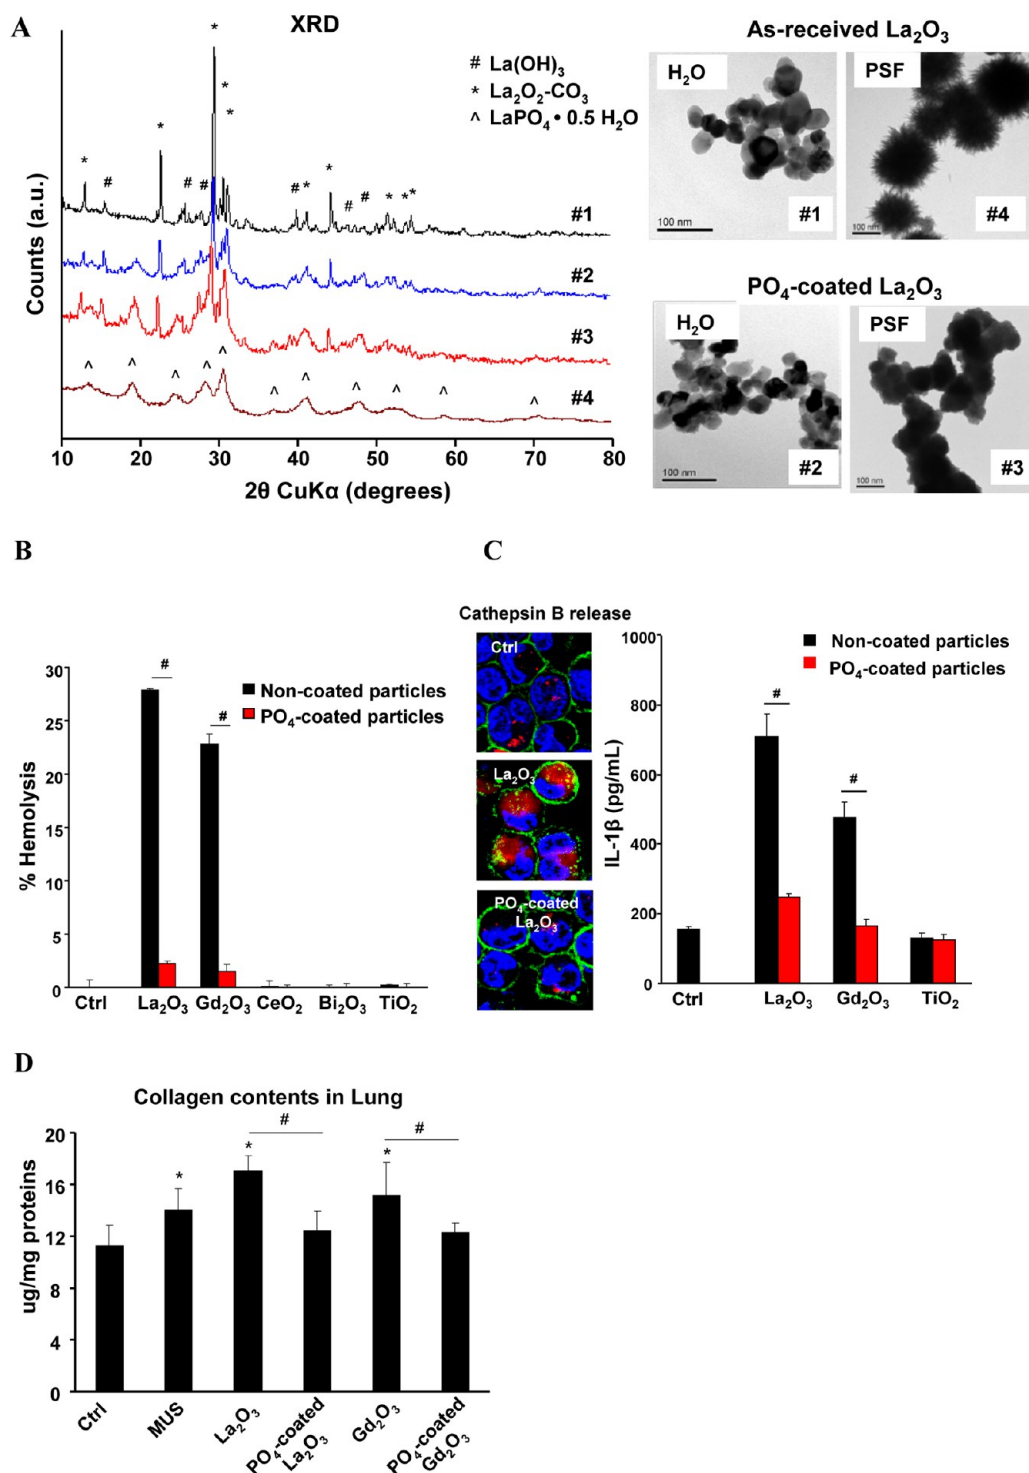 A
XRD
# La(OH)₃
* La₂O₂-CO₃
^ LaPO₄ • 0.5 H₂O
Counts (a.u.)
* * * * * * * * * *
# # # # # #
#1
#2
#3
#4
^ ^ ^ ^ ^ ^ ^ ^ ^ ^ ^
10 20 30 40 50 60 70 80
2θ CuKα (degrees)
As-received La₂O₃
H₂O
100 nm
#1
PSF
100 nm
#4
PO₄-coated La₂O₃
H₂O
100 nm
#2
PSF
100 nm
#3
B
% Hemolysis
30
25
20
15
10
5
0
#
#
Non-coated particles
PO₄-coated particles
Ctrl La₂O₃ Gd₂O₃ CeO₂ Bi₂O₃ TiO₂
C
Cathepsin B release
Ctrl
La₂O₃
PO₄-coated
La₂O₃
IL-1β (pg/mL)
1000
800
600
400
200
0
#
#
Non-coated particles
PO₄-coated particles
Ctrl La₂O₃ Gd₂O₃ TiO₂
D
Collagen contents in Lung
ug/mg proteins
20
16
12
8
4
0
* * # * #
Ctrl
MUS
La₂O₃
PO₄-coated
La₂O₃
Gd₂O₃
PO₄-coated
Gd₂O₃